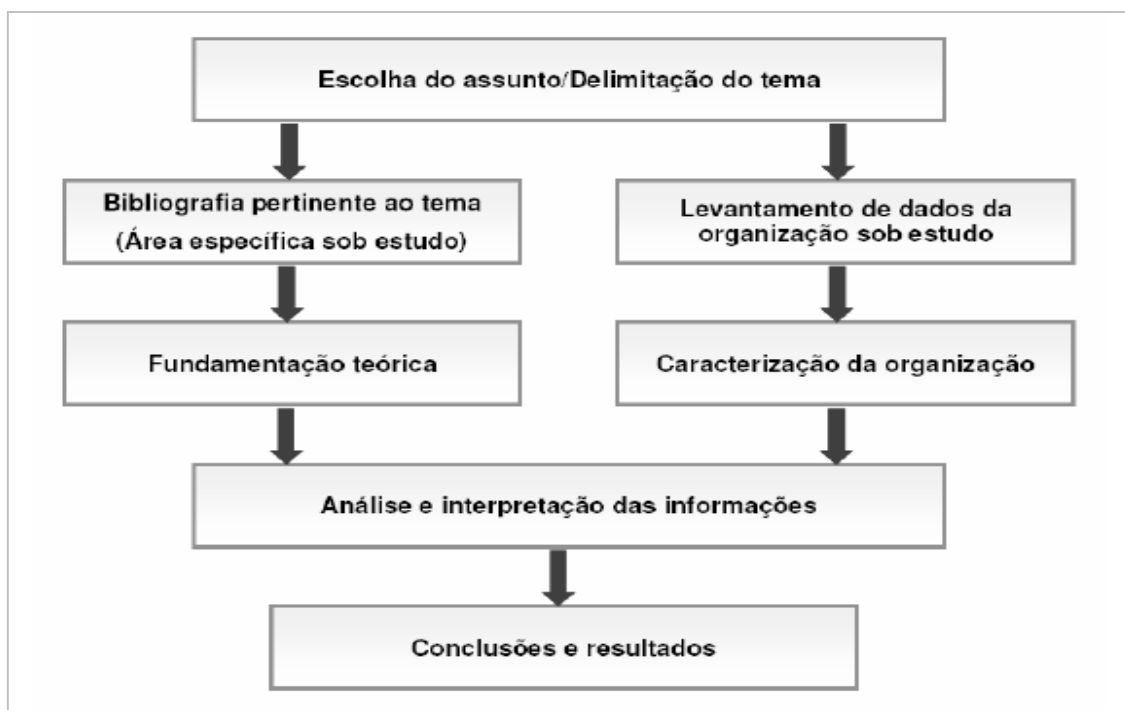 Escolha do assunto/Delimitação do tema
Bibliografia pertinente ao tema
(Área específica sob estudo)
Levantamento de dados da
organização sob estudo
Fundamentação teórica
Caracterização da organização
Análise e interpretação das informações
Conclusões e resultados